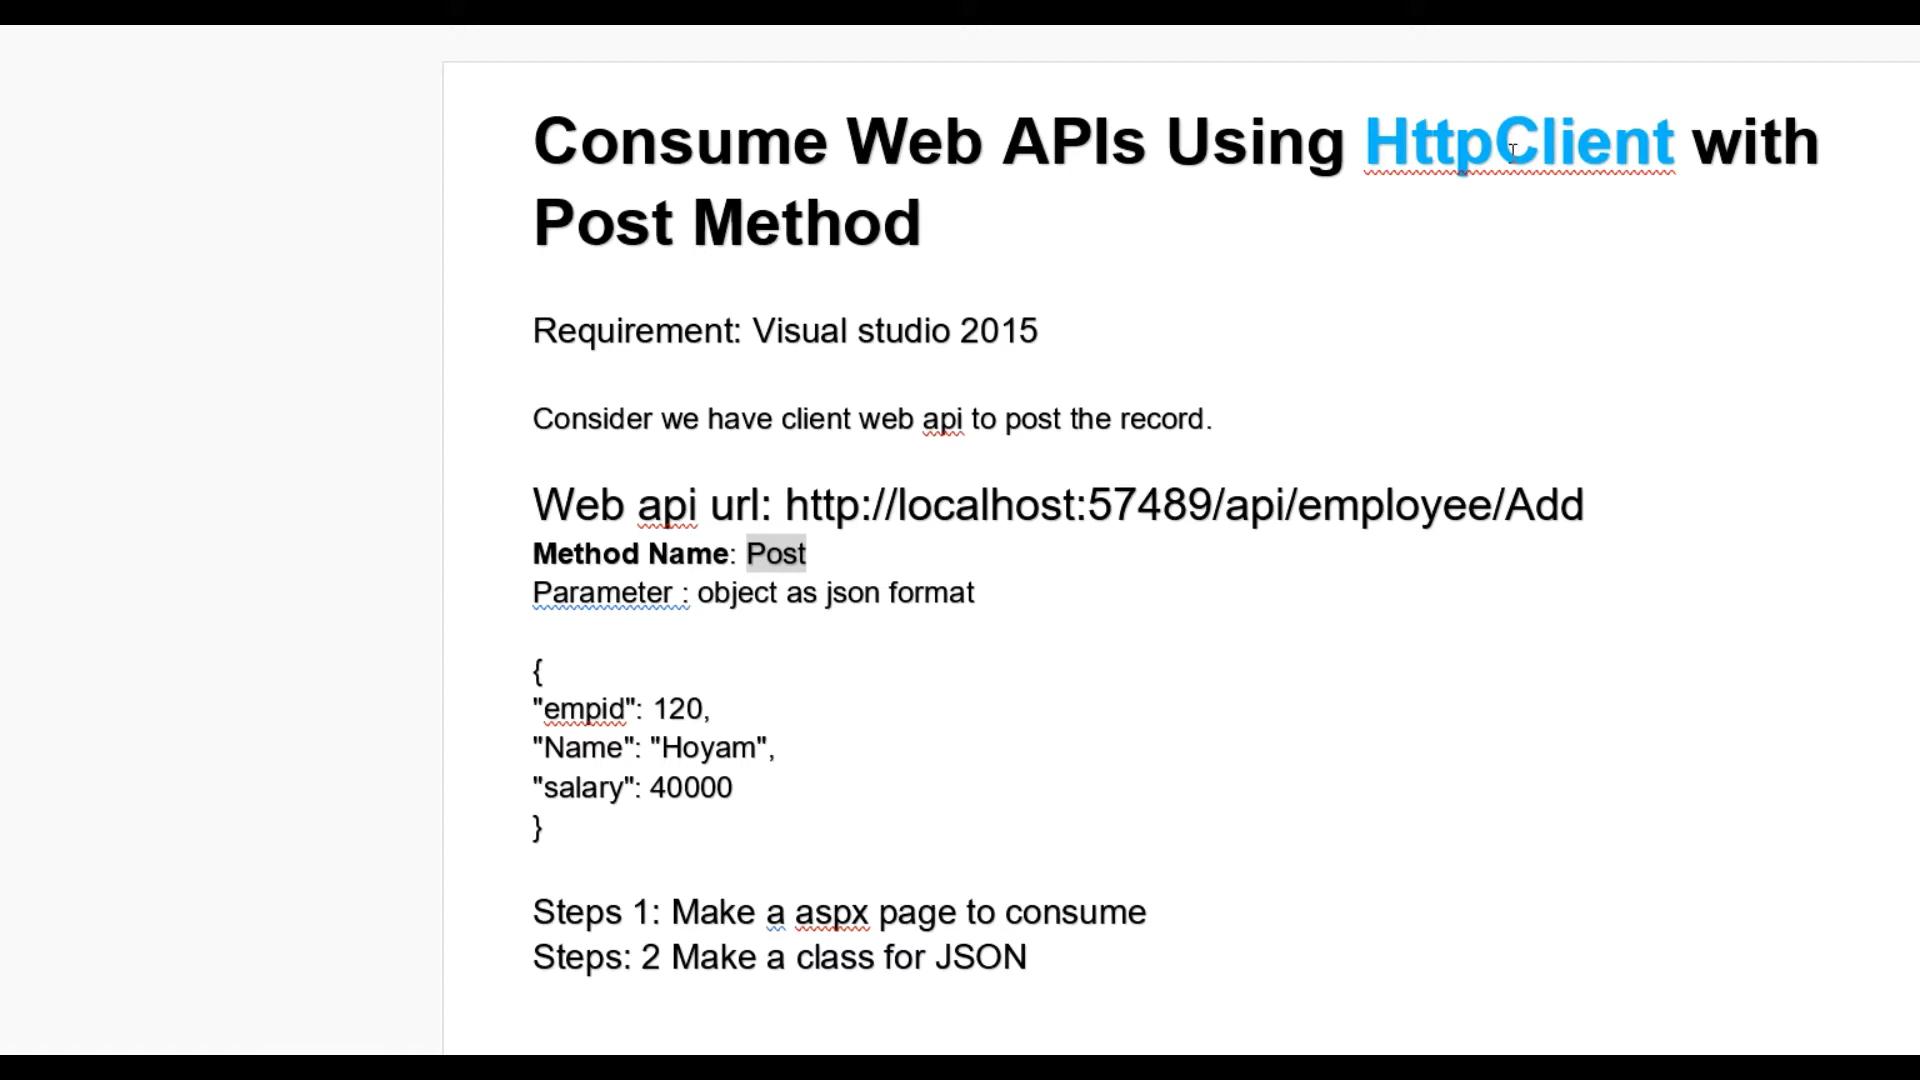 Consume Web APIs Using HttpClient with
Post Method
Requirement: Visual studio 2015
Consider we have client web api to post the record.
Web api url: http://localhost:57489/api/employee/Add
Method Name: Post
Parameter : object as json format
{
"empid": 120,
"Name": "Hoyam",
"salary": 40000
}
Steps 1: Make a aspx page to consume
Steps: 2 Make a class for JSON